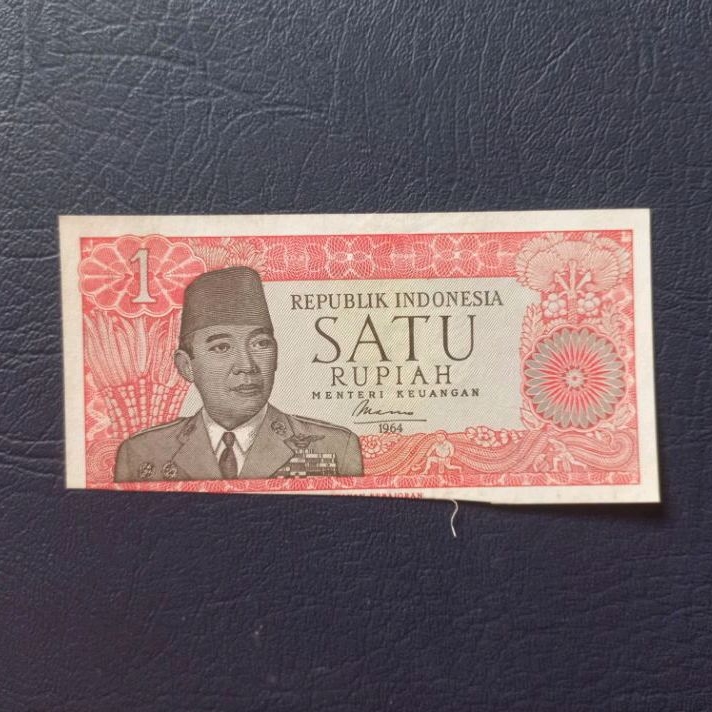 1
REPUBLIK INDONESIA
SATU
RUPIAH
MENTERI KEUANGAN
1964